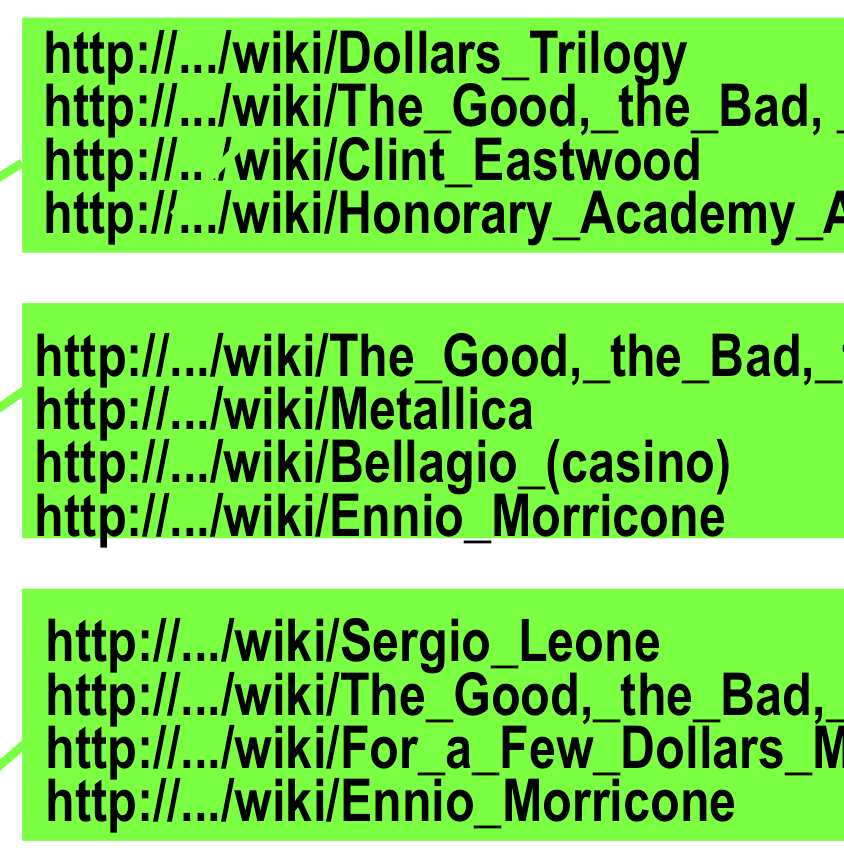 http://.../wiki/Dollars_Trilogy
http://.../wiki/The_Good,_the_Bad, _
http://.../wiki/Clint_Eastwood
http://.../wiki/Honorary_Academy_A
http://.../wiki/The_Good,_the_Bad,_
http://.../wiki/Metallica
http://.../wiki/Bellagio_(casino)
http://.../wiki/Ennio_Morricone
http://.../wiki/Sergio_Leone
http://.../wiki/The_Good,_the_Bad,_
http://.../wiki/For_a_Few_Dollars_M
http://.../wiki/Ennio_Morricone